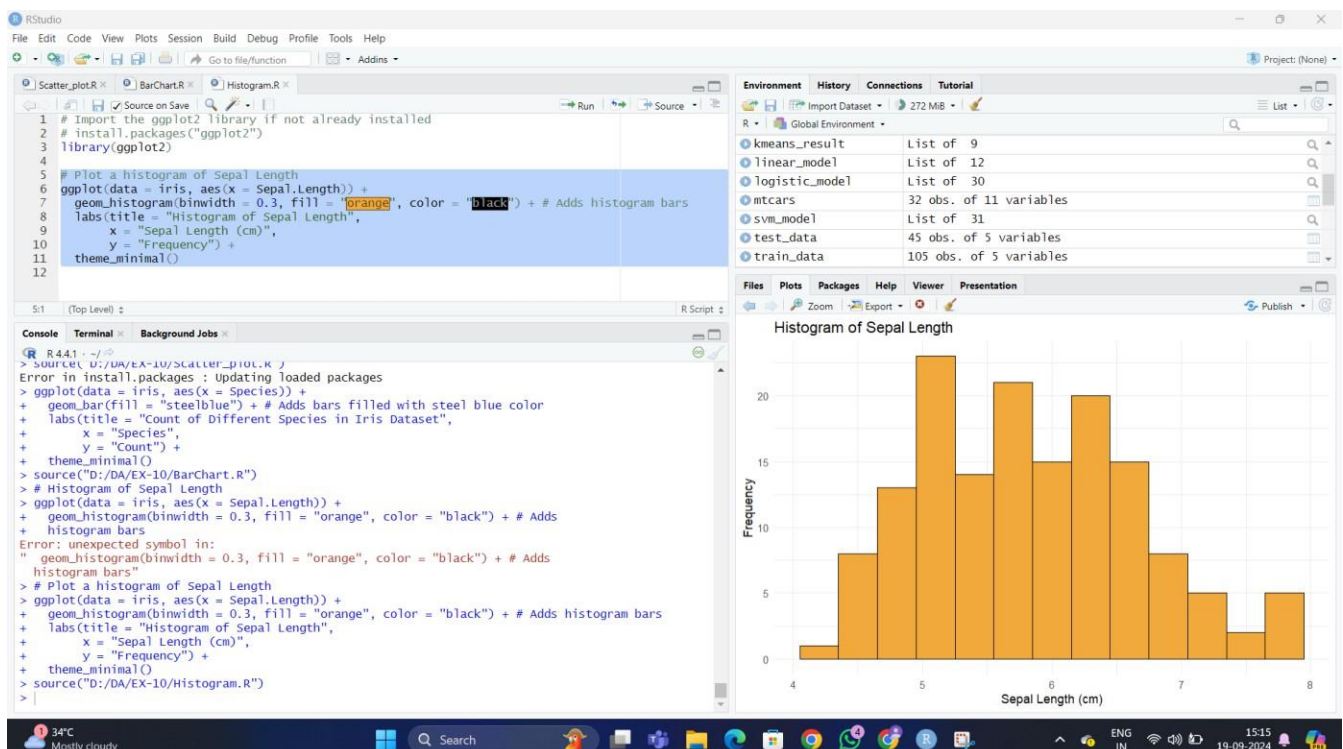 RStudio
File Edit Code View Plots Session Build Debug Profile Tools Help
Go to file/function Addins Project: (None)
Scatter_plot.R BarChart.R Histogram.R
Source on Save Run Source
1 # Import the ggplot2 library if not already installed
2 # install.packages("ggplot2")
3 library(ggplot2)
4
5 # Plot a histogram of Sepal Length
6 ggplot(data = iris, aes(x = Sepal.Length)) +
7 geom_histogram(binwidth = 0.3, fill = "orange", color = "black") + # Adds histogram bars
8 labs(title = "Histogram of Sepal Length",
9 x = "Sepal Length (cm)",
10 y = "Frequency") +
11 theme_minimal()
12
5:1 (Top Level) R Script
Console Terminal Background Jobs
R 4.4.1 · ~/
> source("D:/DA/EX-10/Scatter_plot.R")
Error in install.packages : Updating loaded packages
> ggplot(data = iris, aes(x = Species)) +
+ geom_bar(fill = "steelblue") + # Adds bars filled with steel blue color
+ labs(title = "Count of Different Species in Iris Dataset",
+ x = "Species",
+ y = "Count") +
+ theme_minimal()
> source("D:/DA/EX-10/BarChart.R")
> # Histogram of Sepal Length
> ggplot(data = iris, aes(x = Sepal.Length)) +
+ geom_histogram(binwidth = 0.3, fill = "orange", color = "black") + # Adds
+ histogram bars
Error: unexpected symbol in:
" geom_histogram(binwidth = 0.3, fill = "orange", color = "black") + # Adds
histogram bars"
> # Plot a histogram of Sepal Length
> ggplot(data = iris, aes(x = Sepal.Length)) +
+ geom_histogram(binwidth = 0.3, fill = "orange", color = "black") + # Adds histogram bars
+ labs(title = "Histogram of Sepal Length",
+ x = "Sepal Length (cm)",
+ y = "Frequency") +
+ theme_minimal()
> source("D:/DA/EX-10/Histogram.R")
>
Environment History Connections Tutorial
Import Dataset 272 MiB List
R Global Environment
kmeans_result List of 9
linear_model List of 12
logistic_model List of 30
mtcars 32 obs. of 11 variables
svm_model List of 31
test_data 45 obs. of 5 variables
train_data 105 obs. of 5 variables
Files Plots Packages Help Viewer Presentation
Zoom Export Publish
Histogram of Sepal Length
20
15
10
5
0
Frequency
4 5 6 7 8
Sepal Length (cm)
1 34°C
Mostly cloudy
Search
ENG
IN
15:15
19-09-2024